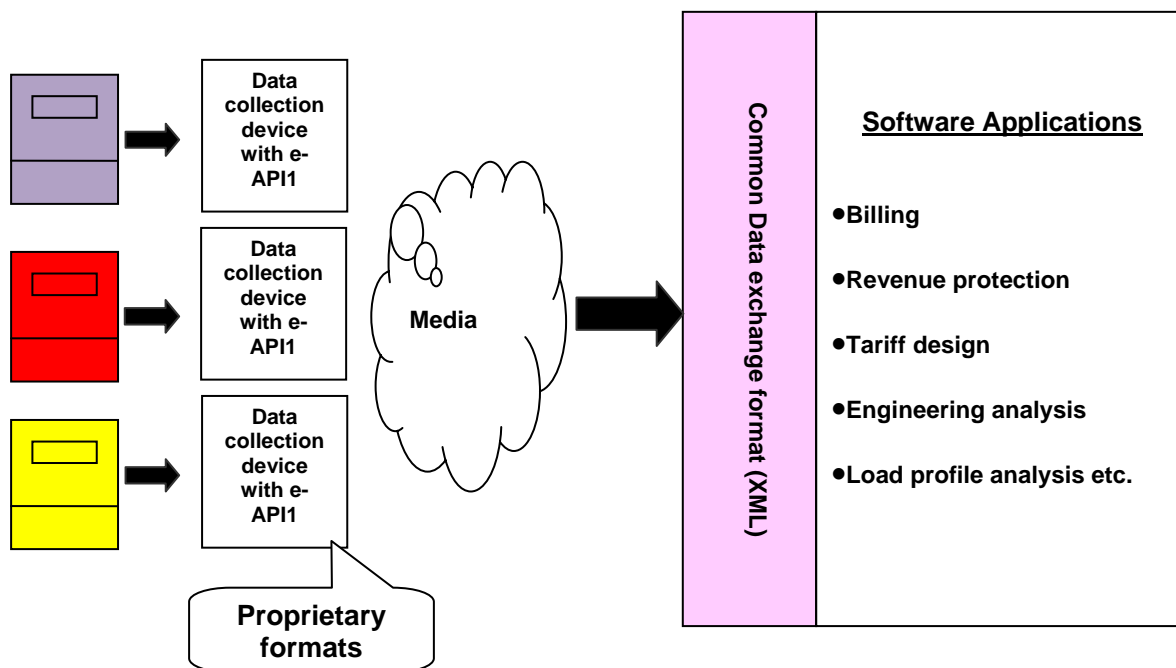 Data
collection
device
with e-
API1
Data
collection
device
with e-
API1
Data
collection
device
with e-
API1
Proprietary
formats
Media
Common Data exchange format (XML)
Software Applications
●Billing
●Revenue protection
●Tariff design
●Engineering analysis
●Load profile analysis etc.